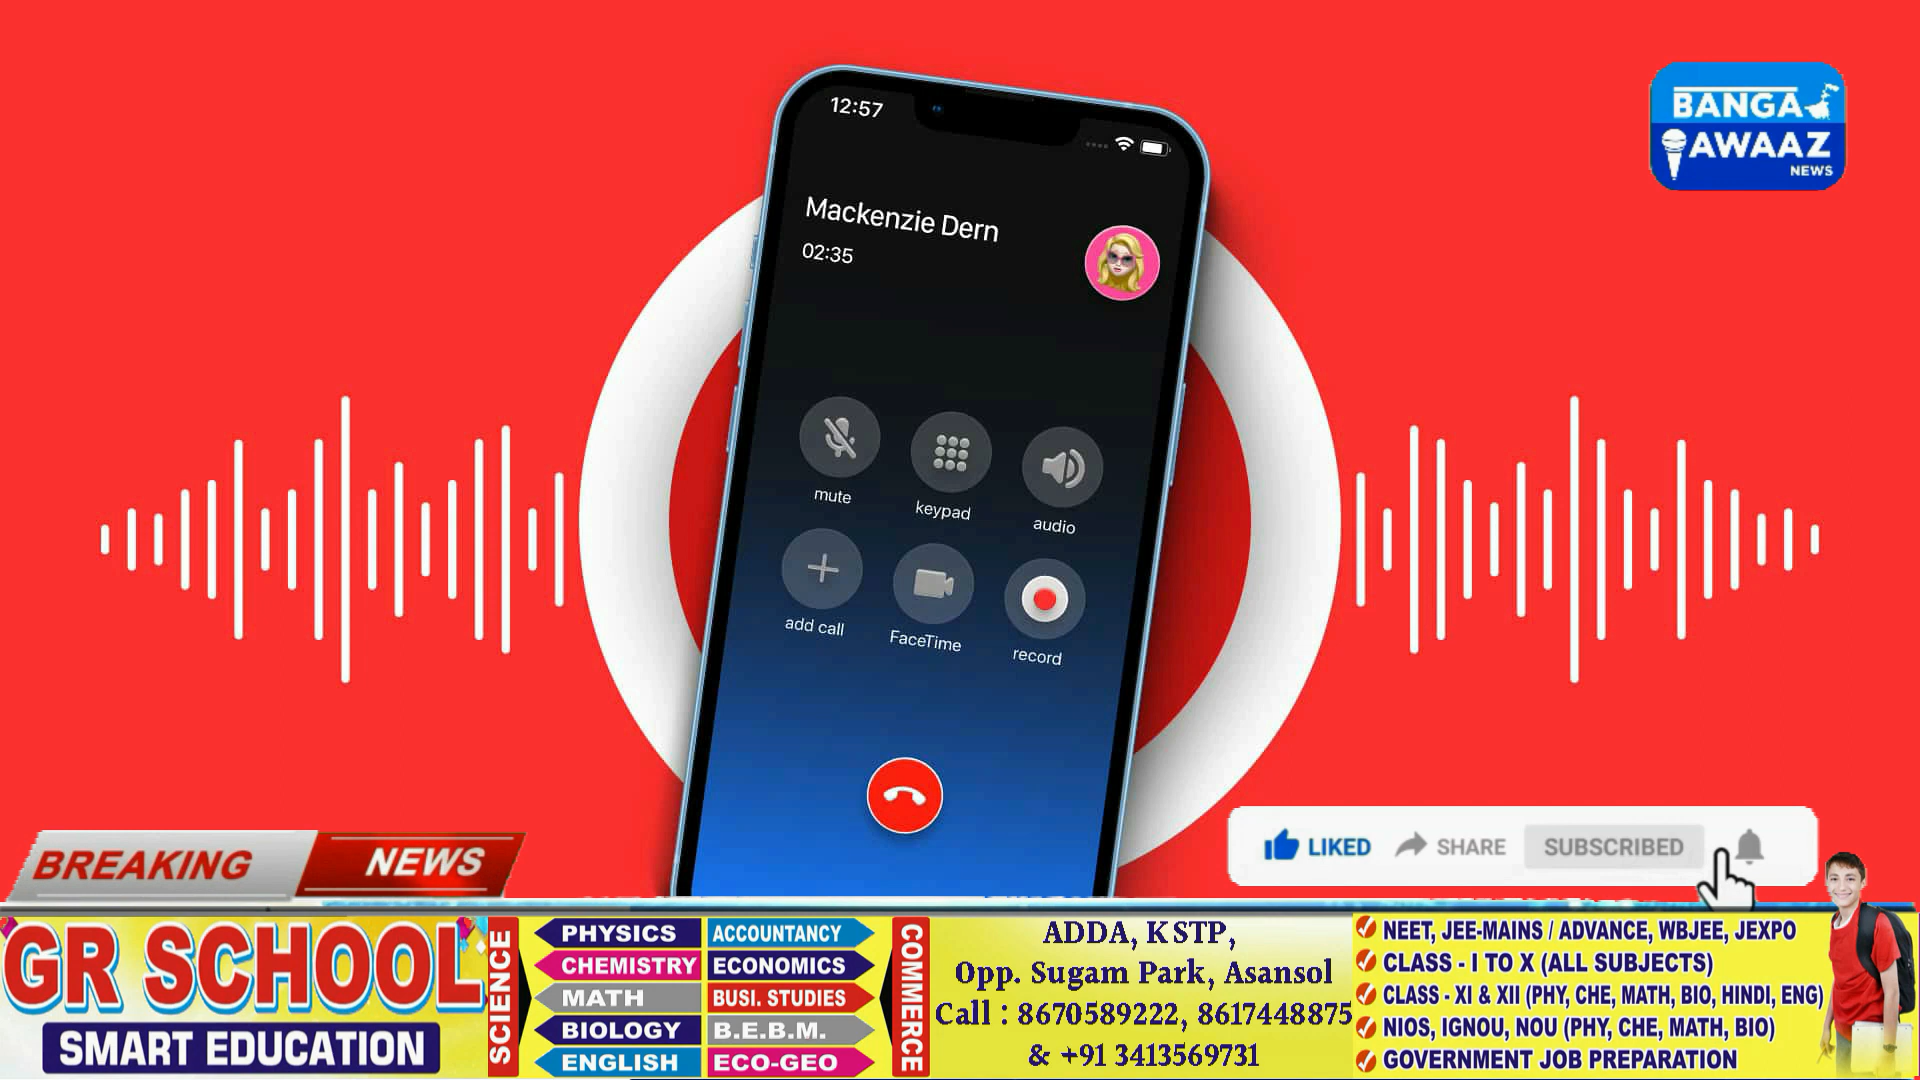 12:57
BANGA
AWAAZ
NEWS
Mackenzie Dern
02:35
mute
keypad
audio
add call
FaceTime
record
LIKED
SHARE
SUBSCRIBED
BREAKING NEWS
GR SCHOOL
SMART EDUCATION
SCIENCE
PHYSICS
CHEMISTRY
MATH
BIOLOGY
ENGLISH
ACCOUNTANCY
ECONOMICS
BUSI. STUDIES
B.E.B.M.
ECO-GEO
COMMERCE
ADDA, KSTP,
Opp. Sugam Park, Asansol
Call : 8670589222, 8617448875
& +91 3413569731
NEET, JEE-MAINS / ADVANCE, WBJEE, JEXPO
CLASS - I TO X (ALL SUBJECTS)
CLASS - XI & XII (PHY, CHE, MATH, BIO, HINDI, ENG)
NIOS, IGNOU, NOU (PHY, CHE, MATH, BIO)
GOVERNMENT JOB PREPARATION